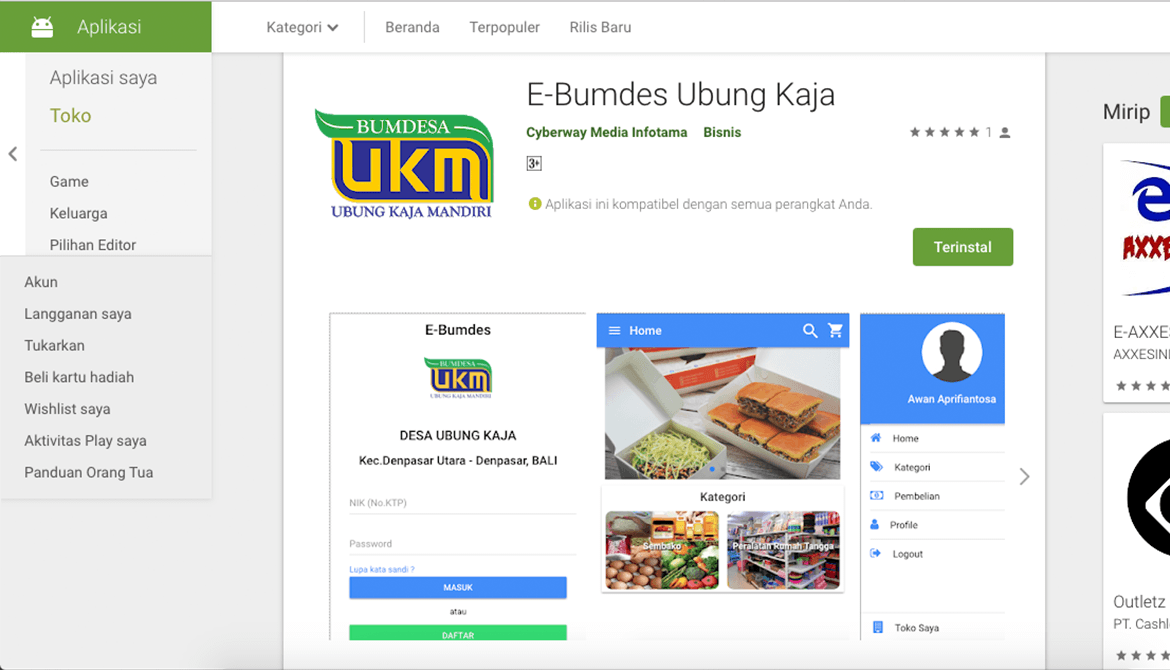 Aplikasi
Kategori
Beranda
Terpopuler
Rilis Baru
Aplikasi saya
Toko
Game
Keluarga
Pilihan Editor
Akun
Langganan saya
Tukarkan
Beli kartu hadiah
Wishlist saya
Aktivitas Play saya
Panduan Orang Tua
BUMDESA
ukm
UBUNG KAJA MANDIRI
E-Bumdes Ubung Kaja
Cyberway Media Infotama Bisnis
1
3+
Aplikasi ini kompatibel dengan semua perangkat Anda.
Terinstal
E-Bumdes
BUMDESA
ukm
UBUNG KAJA MANDIRI
DESA UBUNG KAJA
Kec.Denpasar Utara - Denpasar, BALI
NIK (No.KTP)
Password
Lupa kata sandi ?
MASUK
atau
DAFTAR
Home
Kategori
Sembako
Peralatan Rumah Tangga
Awan Aprifiantosa
Home
Kategori
Pembelian
Profile
Logout
Toko Saya
Mirip
E-AXXE
AXXESIN
Outletz
PT. Cash